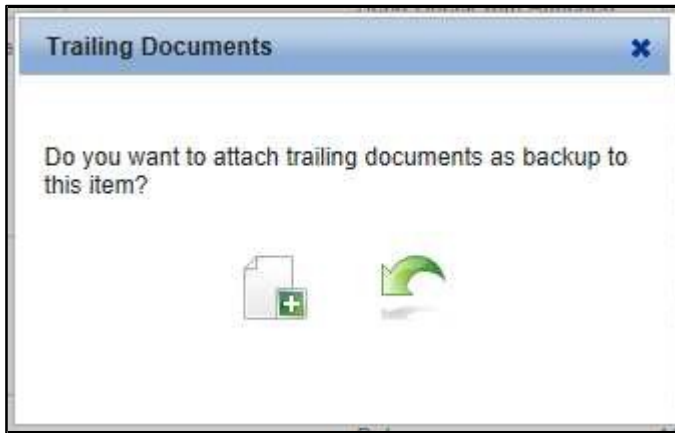 Trailing Documents
Do you want to attach trailing documents as backup to
this item?